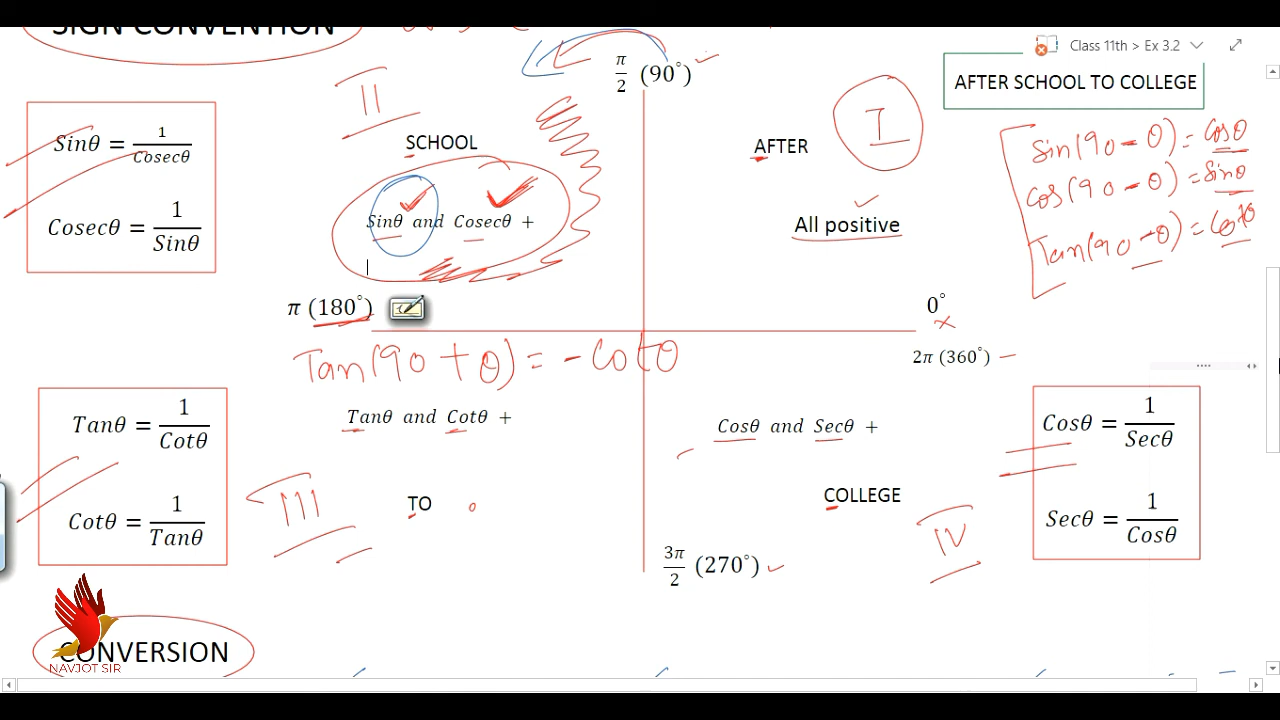 SIGN CONVENTION
Class 11th > Ex 3.2
π/2 (90°)
AFTER SCHOOL TO COLLEGE
II
I
SCHOOL
AFTER
Sinθ = 1/Cosecθ
Cosecθ = 1/Sinθ
Sinθ and Cosecθ +
All positive
Sin(90-θ) = Cosθ
Cos(90-θ) = Sinθ
Tan(90-θ) = Cotθ
π (180°)
0°
2π (360°)
Tan(90+θ) = -Cotθ
Tanθ and Cotθ +
Cosθ and Secθ +
Tanθ = 1/Cotθ
Cotθ = 1/Tanθ
Cosθ = 1/Secθ
Secθ = 1/Cosθ
III
TO
COLLEGE
IV
3π/2 (270°)
CONVERSION
NAVJOT SIR